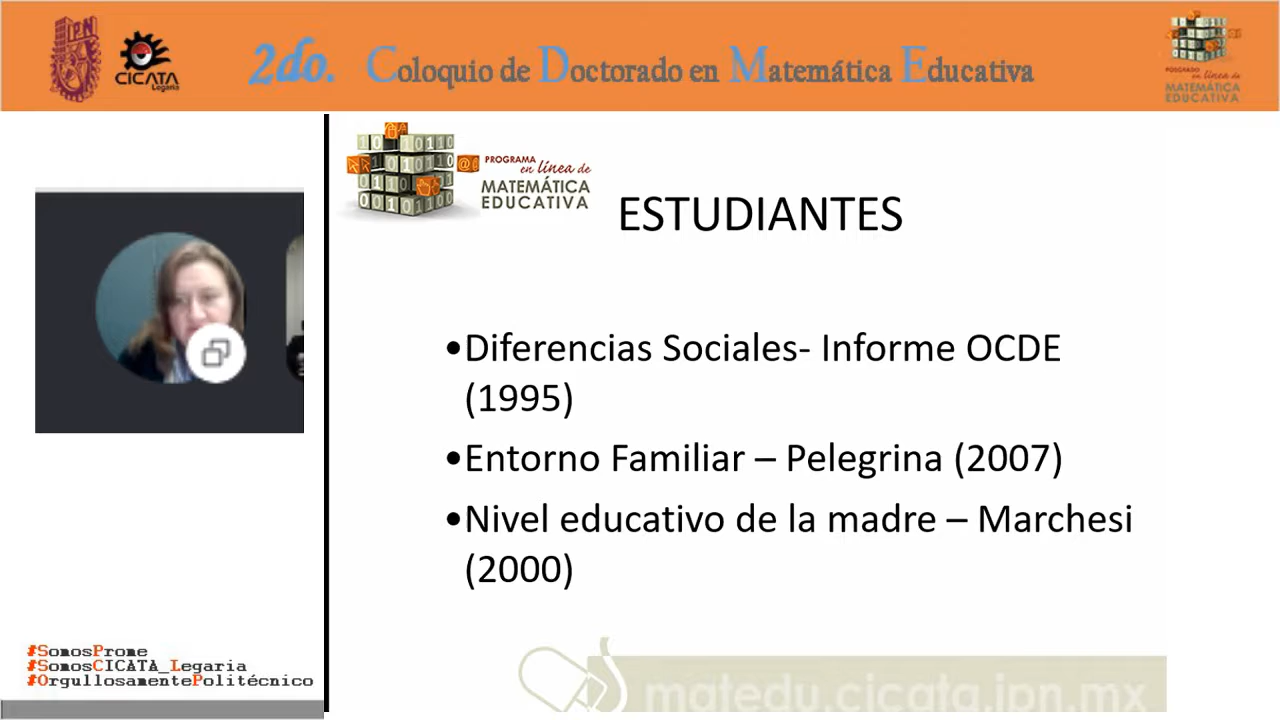 IPN
CICATA
Legaria
2do. Coloquio de Doctorado en Matemática Educativa
POSGRADO
en línea de
MATEMÁTICA
EDUCATIVA
PROGRAMA
en línea de
MATEMÁTICA
EDUCATIVA
ESTUDIANTES
•Diferencias Sociales- Informe OCDE
(1995)
•Entorno Familiar – Pelegrina (2007)
•Nivel educativo de la madre – Marchesi
(2000)
#SomosProme
#SomosCICATA_Legaria
#OrgullosamentePolitécnico
matedu.cicata.ipn.mx